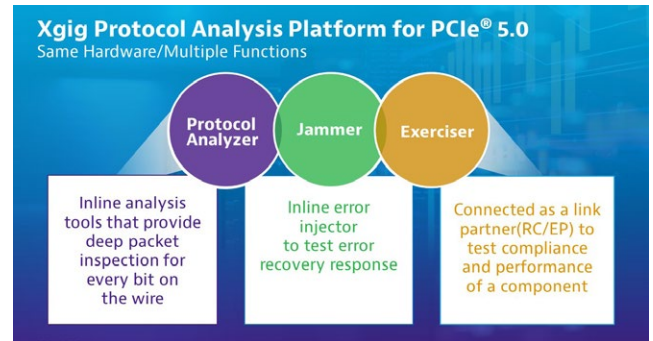 Xgig Protocol Analysis Platform for PCIe® 5.0
Same Hardware/Multiple Functions
Protocol
Analyzer
Jammer
Exerciser
Inline analysis
tools that provide
deep packet
inspection for
every bit on
the wire
Inline error
injector
to test error
recovery response
Connected as a link
partner(RC/EP) to
test compliance
and performance
of a component